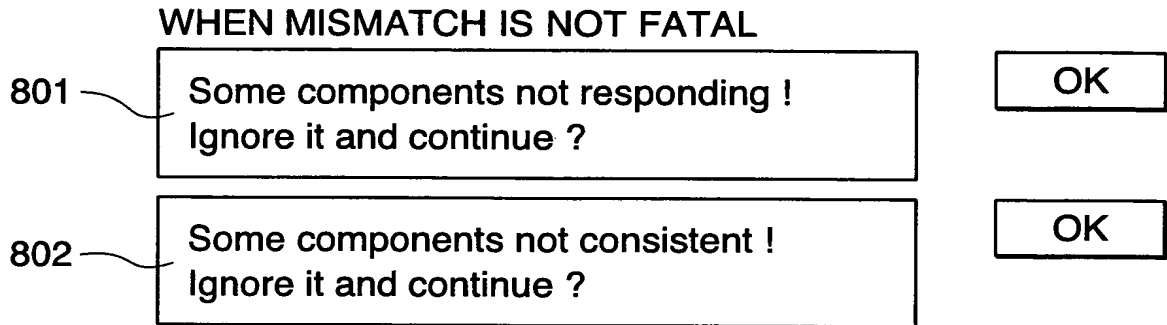 WHEN MISMATCH IS NOT FATAL
801
Some components not responding !
Ignore it and continue ?
OK
802
Some components not consistent !
Ignore it and continue ?
OK